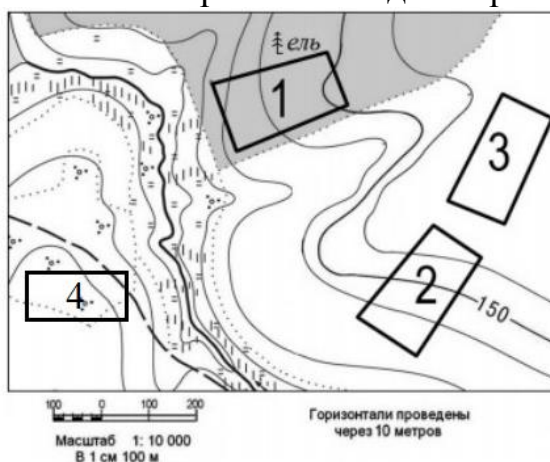 ель
1
3
2
4
150
100 0 100 200
Масштаб 1: 10 000
В 1 см 100 м
Горизонтали проведены
через 10 метров